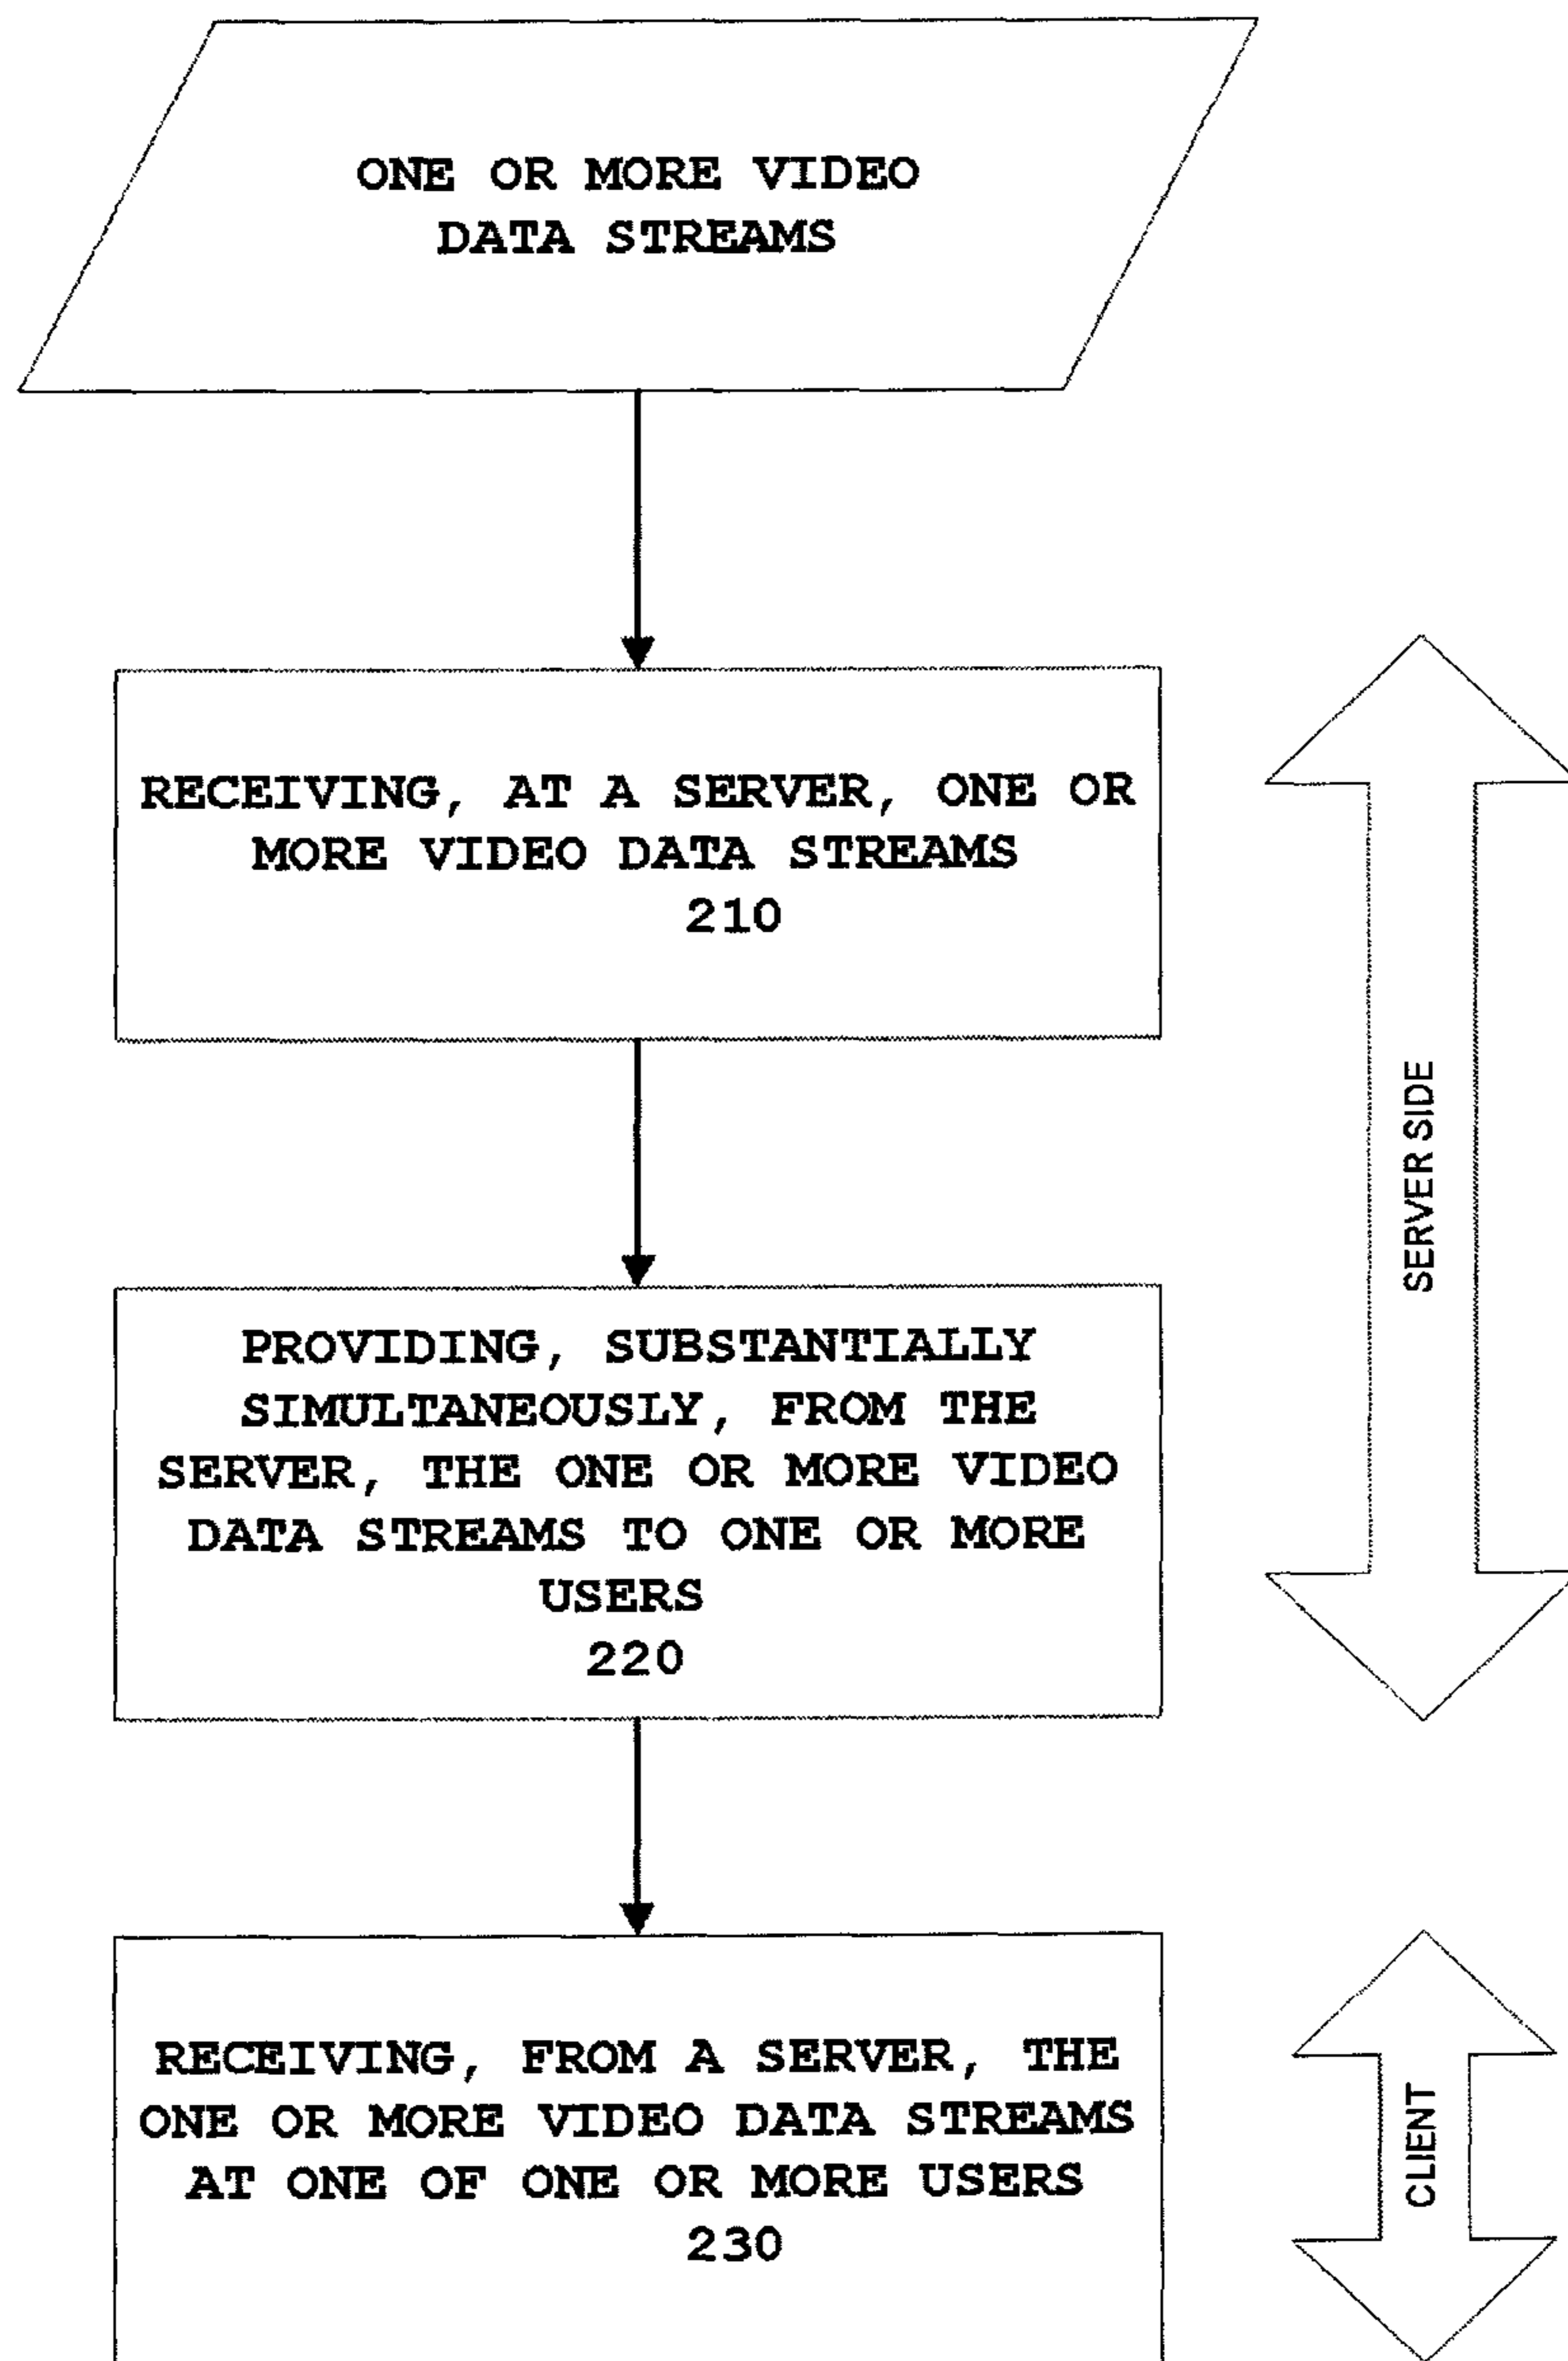 ONE OR MORE VIDEO
DATA STREAMS
RECEIVING, AT A SERVER, ONE OR
MORE VIDEO DATA STREAMS
210
SERVER SIDE
PROVIDING, SUBSTANTIALLY
SIMULTANEOUSLY, FROM THE
SERVER, THE ONE OR MORE VIDEO
DATA STREAMS TO ONE OR MORE
USERS
220
RECEIVING, FROM A SERVER, THE
ONE OR MORE VIDEO DATA STREAMS
AT ONE OF ONE OR MORE USERS
230
CLIENT